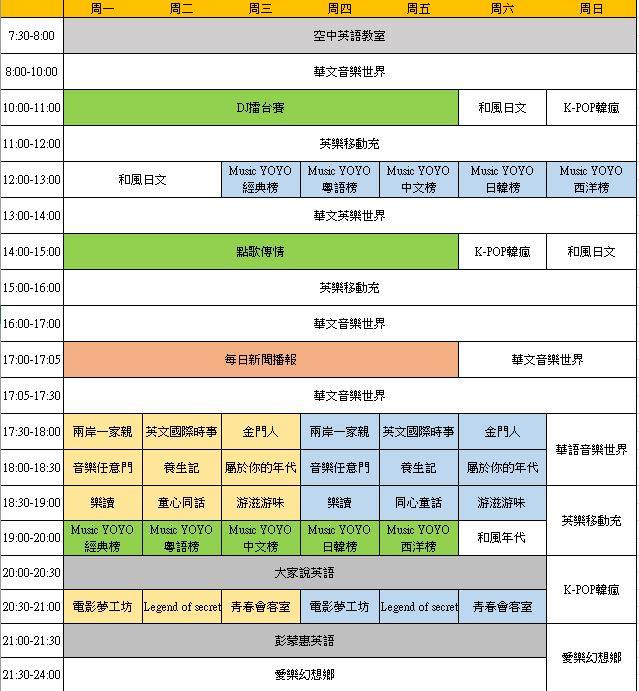 周一 周二 周三 周四 周五 周六 周日
7:30-8:00 空中英語教室
8:00-10:00 華文音樂世界
10:00-11:00 DJ擂台賽 和風日文 K-POP韓瘋
11:00-12:00 英樂移動充
12:00-13:00 和風日文 Music YOYO 經典榜 Music YOYO 粵語榜 Music YOYO 中文榜 Music YOYO 日韓榜 Music YOYO 西洋榜
13:00-14:00 華文英樂世界
14:00-15:00 點歌傳情 K-POP韓瘋 和風日文
15:00-16:00 英樂移動充
16:00-17:00 華文音樂世界
17:00-17:05 每日新聞播報 華文音樂世界
17:05-17:30 華文音樂世界
17:30-18:00 兩岸一家親 英文國際時事 金門人 兩岸一家親 英文國際時事 金門人 華語音樂世界
18:00-18:30 音樂任意門 養生記 屬於你的年代 音樂任意門 養生記 屬於你的年代
18:30-19:00 樂讀 童心同話 游滋游味 樂讀 同心童話 游滋游味 英樂移動充
19:00-20:00 Music YOYO 經典榜 Music YOYO 粵語榜 Music YOYO 中文榜 Music YOYO 日韓榜 Music YOYO 西洋榜 和風年代
20:00-20:30 大家說英語 K-POP韓瘋
20:30-21:00 電影夢工坊 Legend of secret 青春會客室 電影夢工坊 Legend of secret 青春會客室
21:00-21:30 彭蒙惠英語 愛樂幻想鄉
21:30-24:00 愛樂幻想鄉